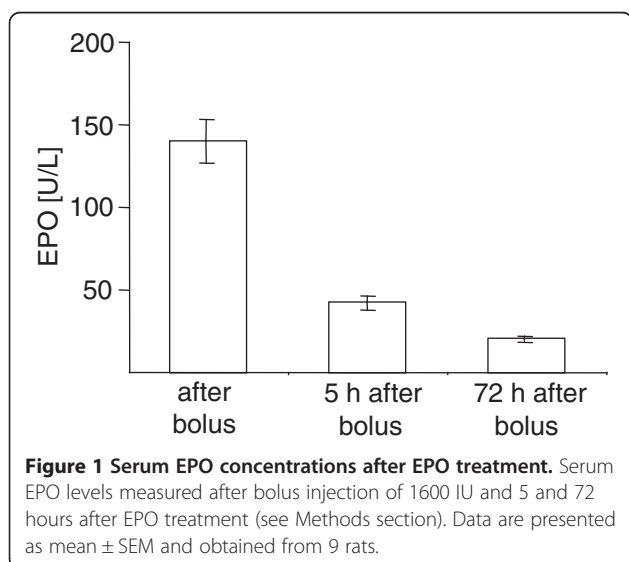 200
150
100
50
EPO [U/L]
after bolus
5 h after bolus
72 h after bolus
Figure 1 Serum EPO concentrations after EPO treatment. Serum
EPO levels measured after bolus injection of 1600 IU and 5 and 72
hours after EPO treatment (see Methods section). Data are presented
as mean ± SEM and obtained from 9 rats.